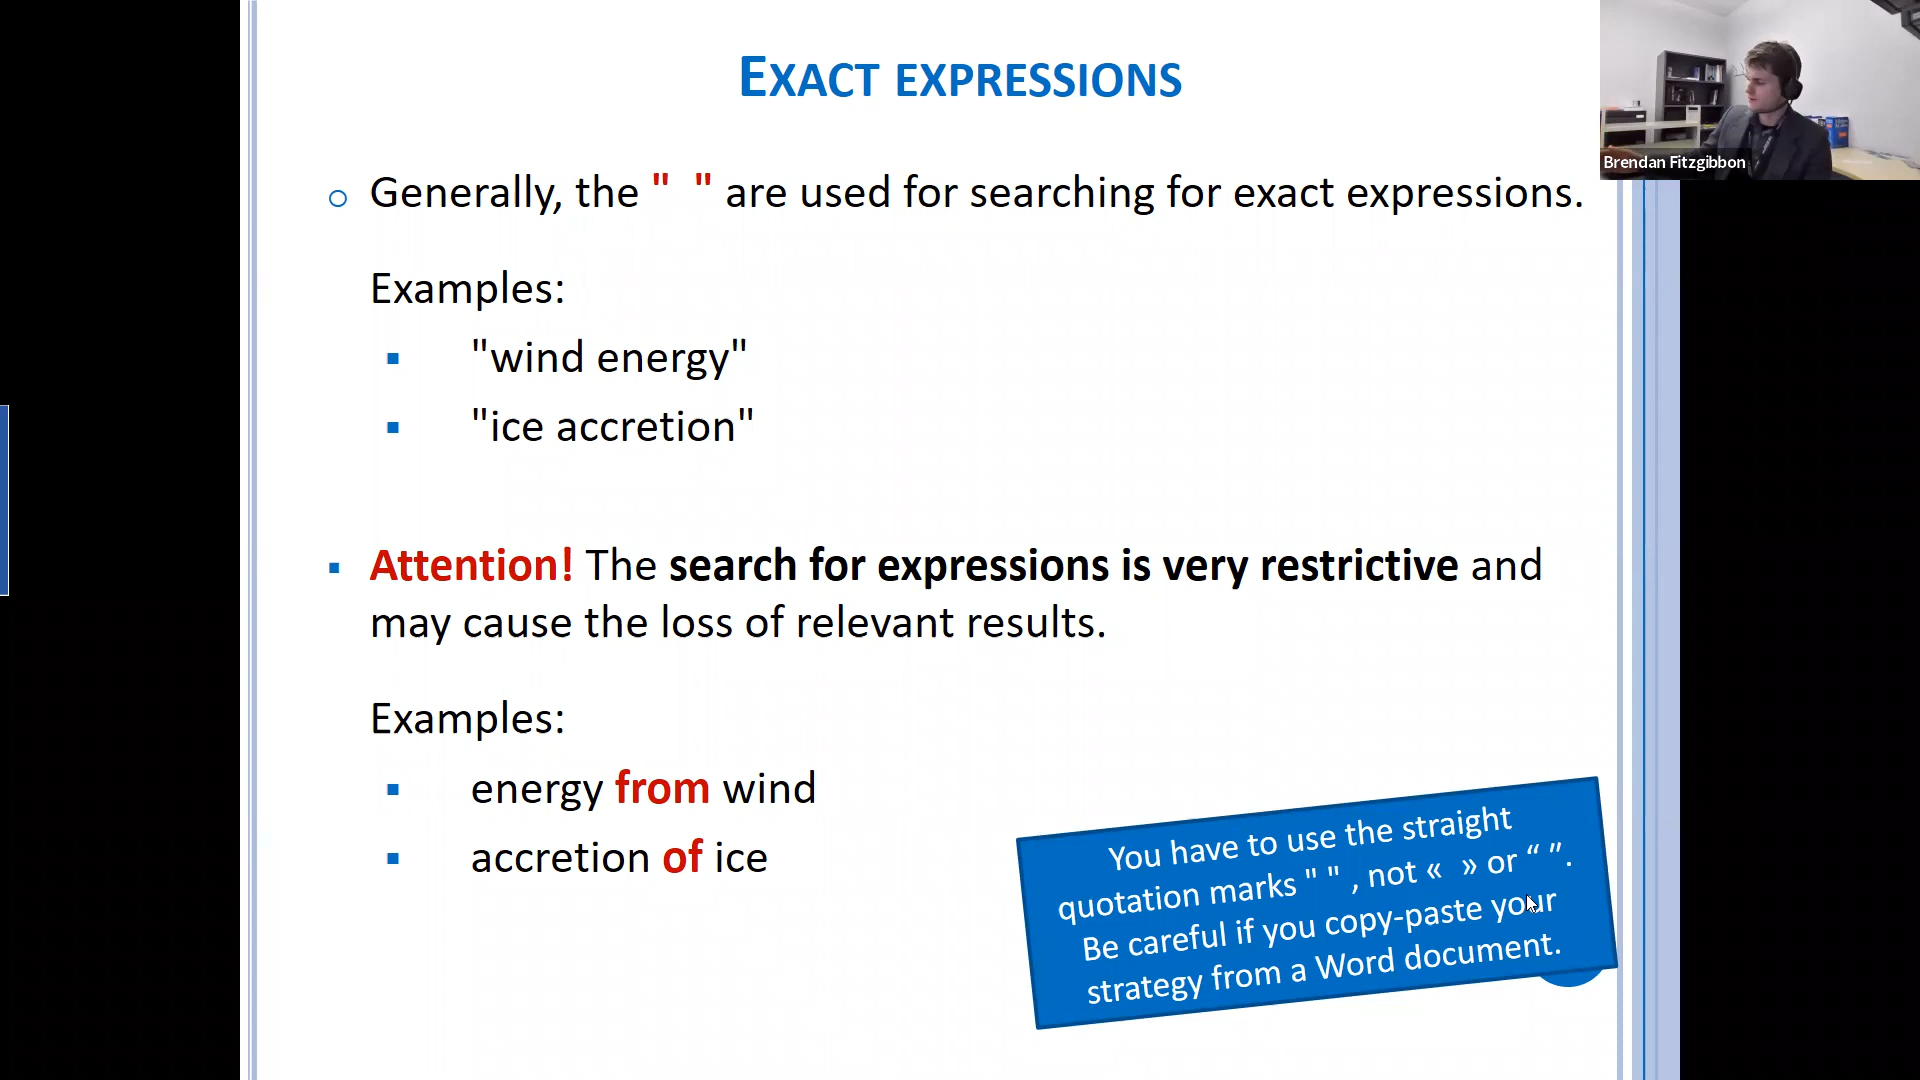 EXACT EXPRESSIONS
Brendan Fitzgibbon
Generally, the " " are used for searching for exact expressions.
Examples:
"wind energy"
"ice accretion"
Attention! The search for expressions is very restrictive and
may cause the loss of relevant results.
Examples:
energy from wind
accretion of ice
You have to use the straight
quotation marks " " , not « » or “ ”.
Be careful if you copy-paste your
strategy from a Word document.